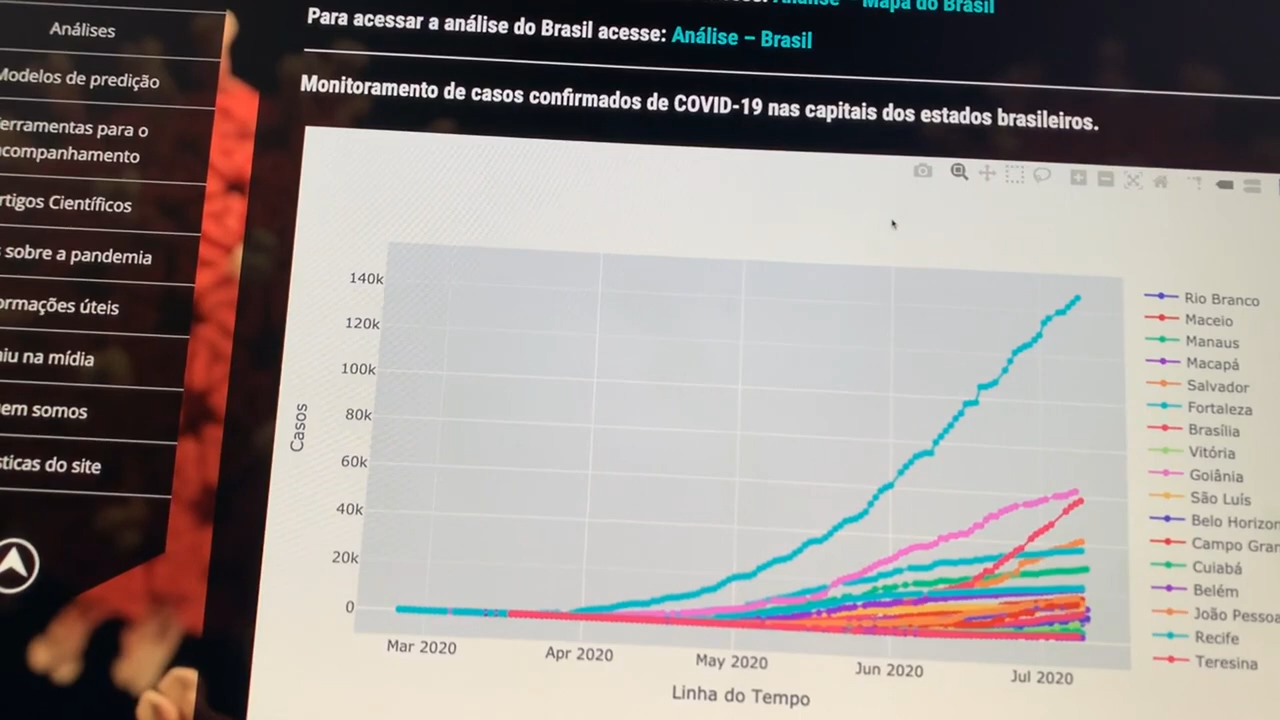 Análise – Mapa do Brasil
Para acessar a análise do Brasil acesse: Análise – Brasil
Monitoramento de casos confirmados de COVID-19 nas capitais dos estados brasileiros.
Análises
Modelos de predição
erramentas para o
companhamento
rtigos Científicos
sobre a pandemia
ormações úteis
iu na mídia
em somos
sticas do site
140k
120k
100k
80k
60k
40k
20k
0
Casos
Mar 2020
Apr 2020
May 2020
Jun 2020
Jul 2020
Linha do Tempo
Rio Branco
Maceio
Manaus
Macapá
Salvador
Fortaleza
Brasília
Vitória
Goiânia
São Luís
Belo Horizon
Campo Gran
Cuiabá
Belém
João Pessoa
Recife
Teresina